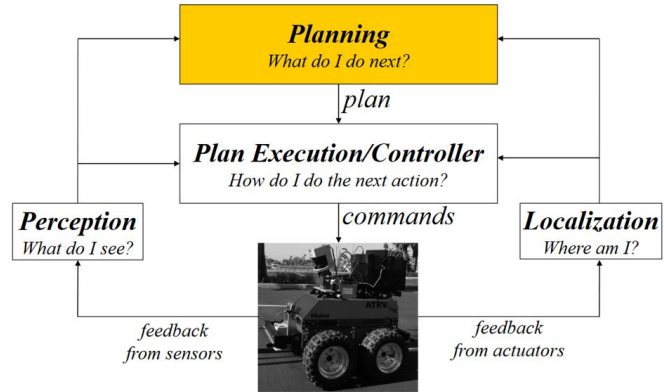 Planning
What do I do next?
plan
Plan Execution/Controller
How do I do the next action?
Perception
What do I see?
commands
Localization
Where am I?
ATRV
feedback
from sensors
feedback
from actuators